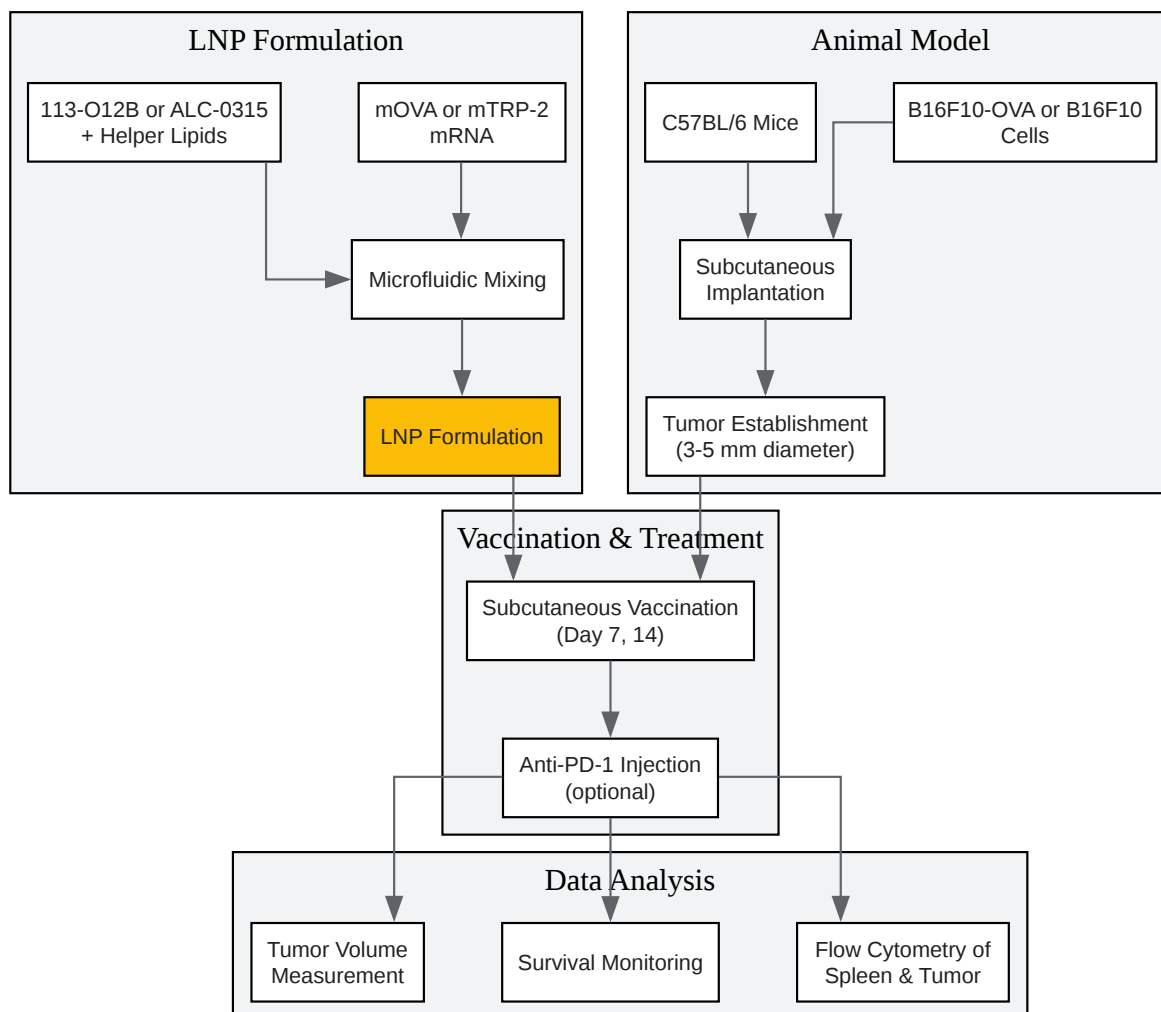 LNP Formulation
113-O12B or ALC-0315
+ Helper Lipids
mOVA or mTRP-2
mRNA
Microfluidic Mixing
LNP Formulation
Animal Model
C57BL/6 Mice
B16F10-OVA or B16F10
Cells
Subcutaneous
Implantation
Tumor Establishment
(3-5 mm diameter)
Vaccination & Treatment
Subcutaneous Vaccination
(Day 7, 14)
Anti-PD-1 Injection
(optional)
Data Analysis
Tumor Volume
Measurement
Survival Monitoring
Flow Cytometry of
Spleen & Tumor